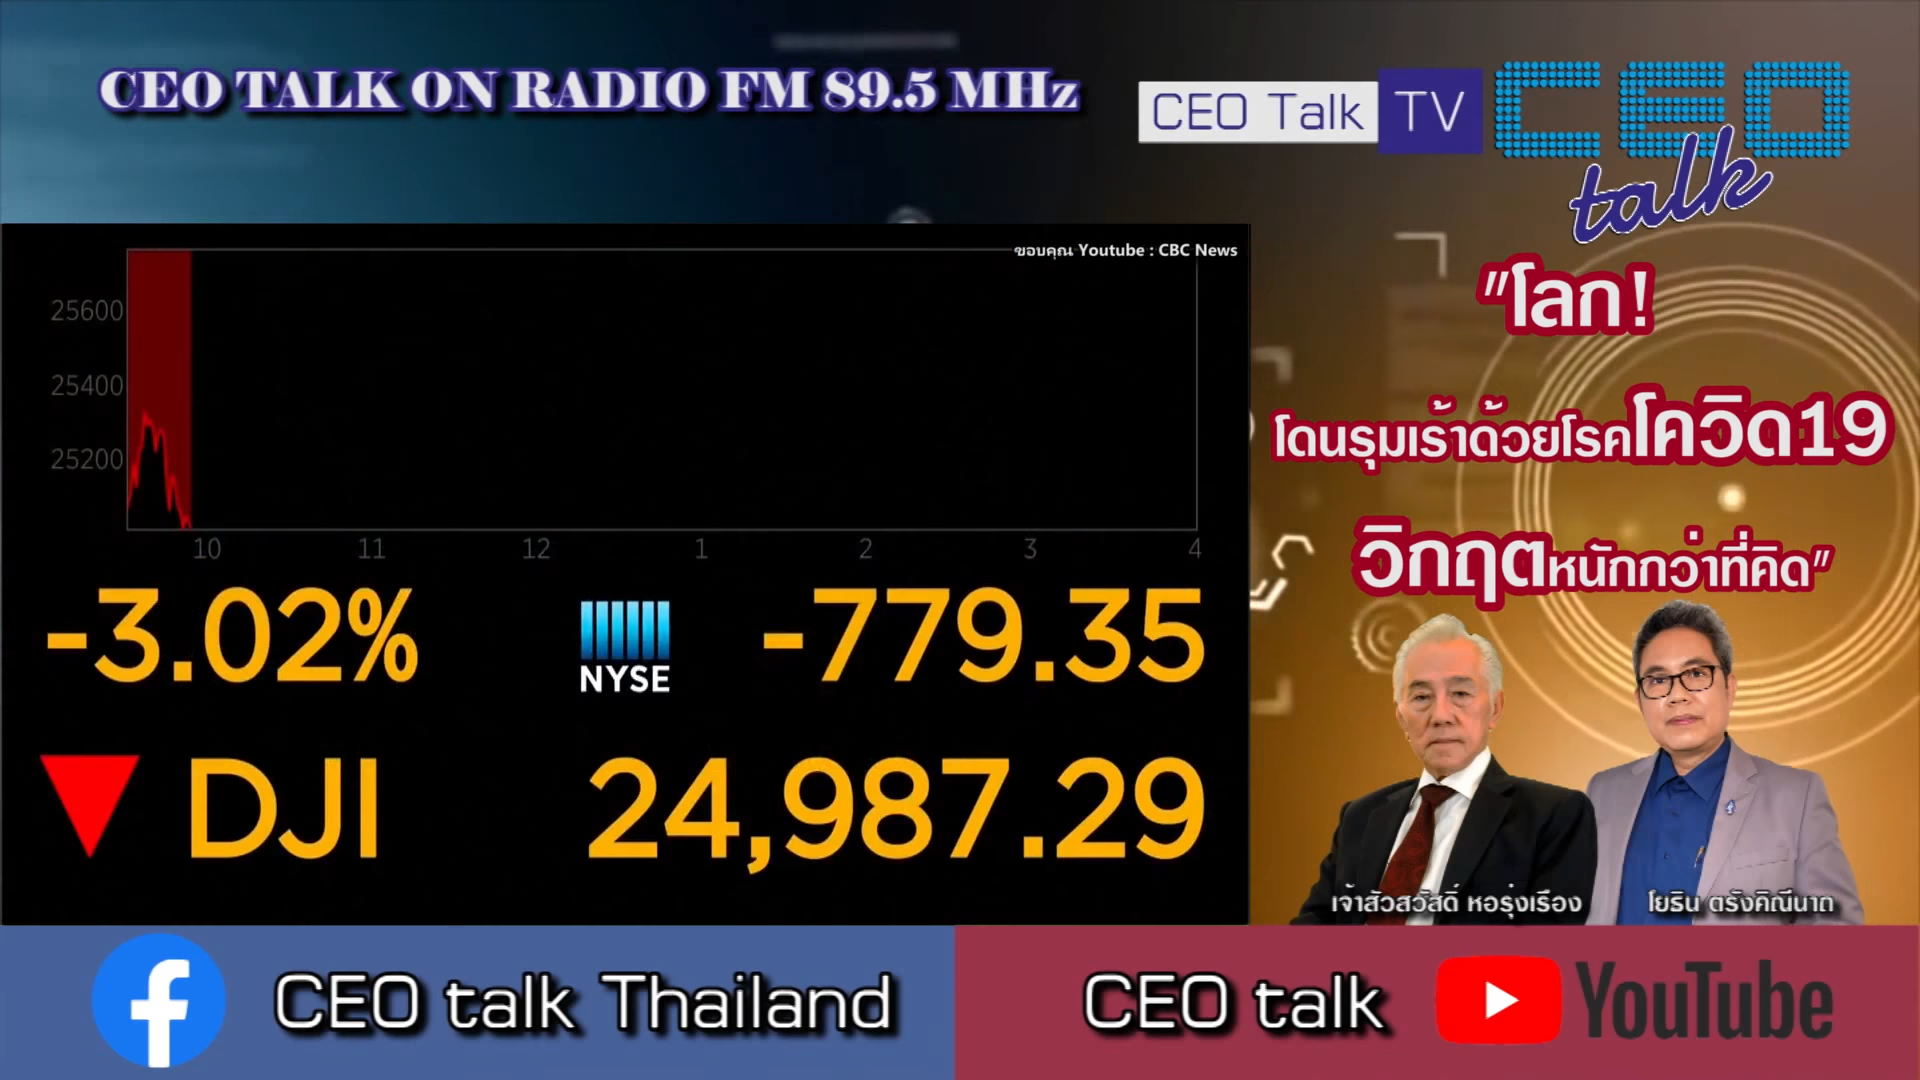 CEO TALK ON RADIO FM 89.5 MHz
CEO Talk TV
CEO talk
ขอบคุณ Youtube : CBC News
25600
25400
25200
10 11 12 1 2 3 4
-3.02% NYSE -779.35
DJI 24,987.29
"โลก!
โดนรุมเร้าด้วยโรคโควิด19
วิกฤตหนักกว่าที่คิด"
เจ้าสัวสวัสดิ์ หอรุ่งเรือง
โยธิน ตรังคิณีนาถ
CEO talk Thailand
CEO talk YouTube